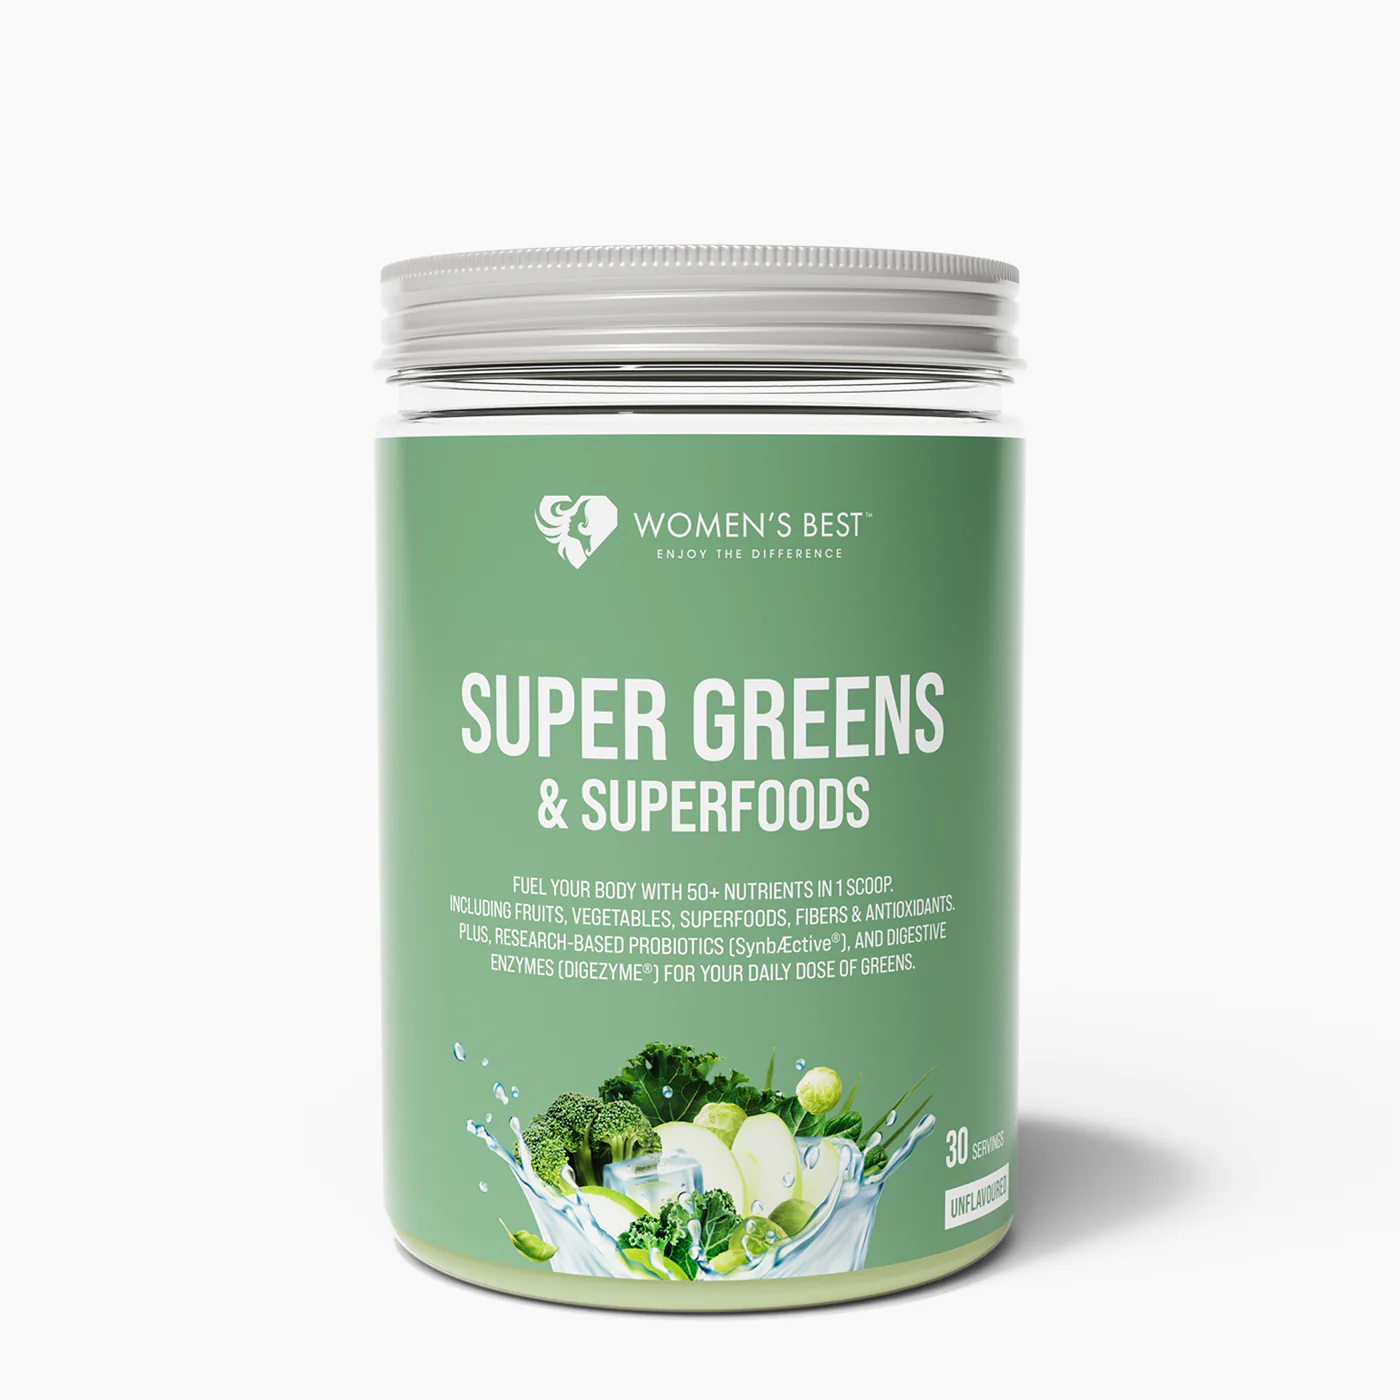 WOMEN'S BEST™
ENJOY THE DIFFERENCE
SUPER GREENS
& SUPERFOODS
FUEL YOUR BODY WITH 50+ NUTRIENTS IN 1 SCOOP.
INCLUDING FRUITS, VEGETABLES, SUPERFOODS, FIBERS & ANTIOXIDANTS.
PLUS, RESEARCH-BASED PROBIOTICS (SynbÆctive®), AND DIGESTIVE
ENZYMES (DIGEZYME®) FOR YOUR DAILY DOSE OF GREENS.
30 SERVINGS
UNFLAVOURED